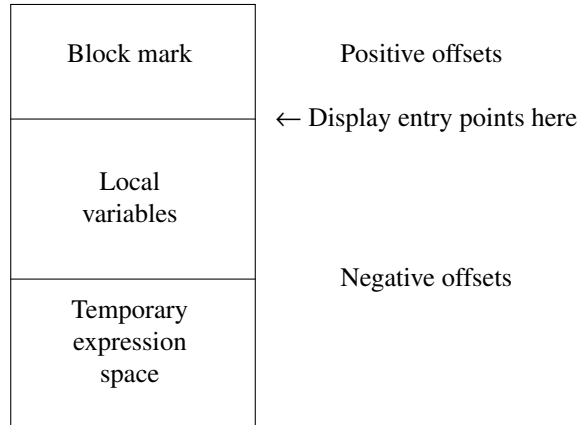 Block mark
Positive offsets
← Display entry points here
Local
variables
Negative offsets
Temporary
expression
space